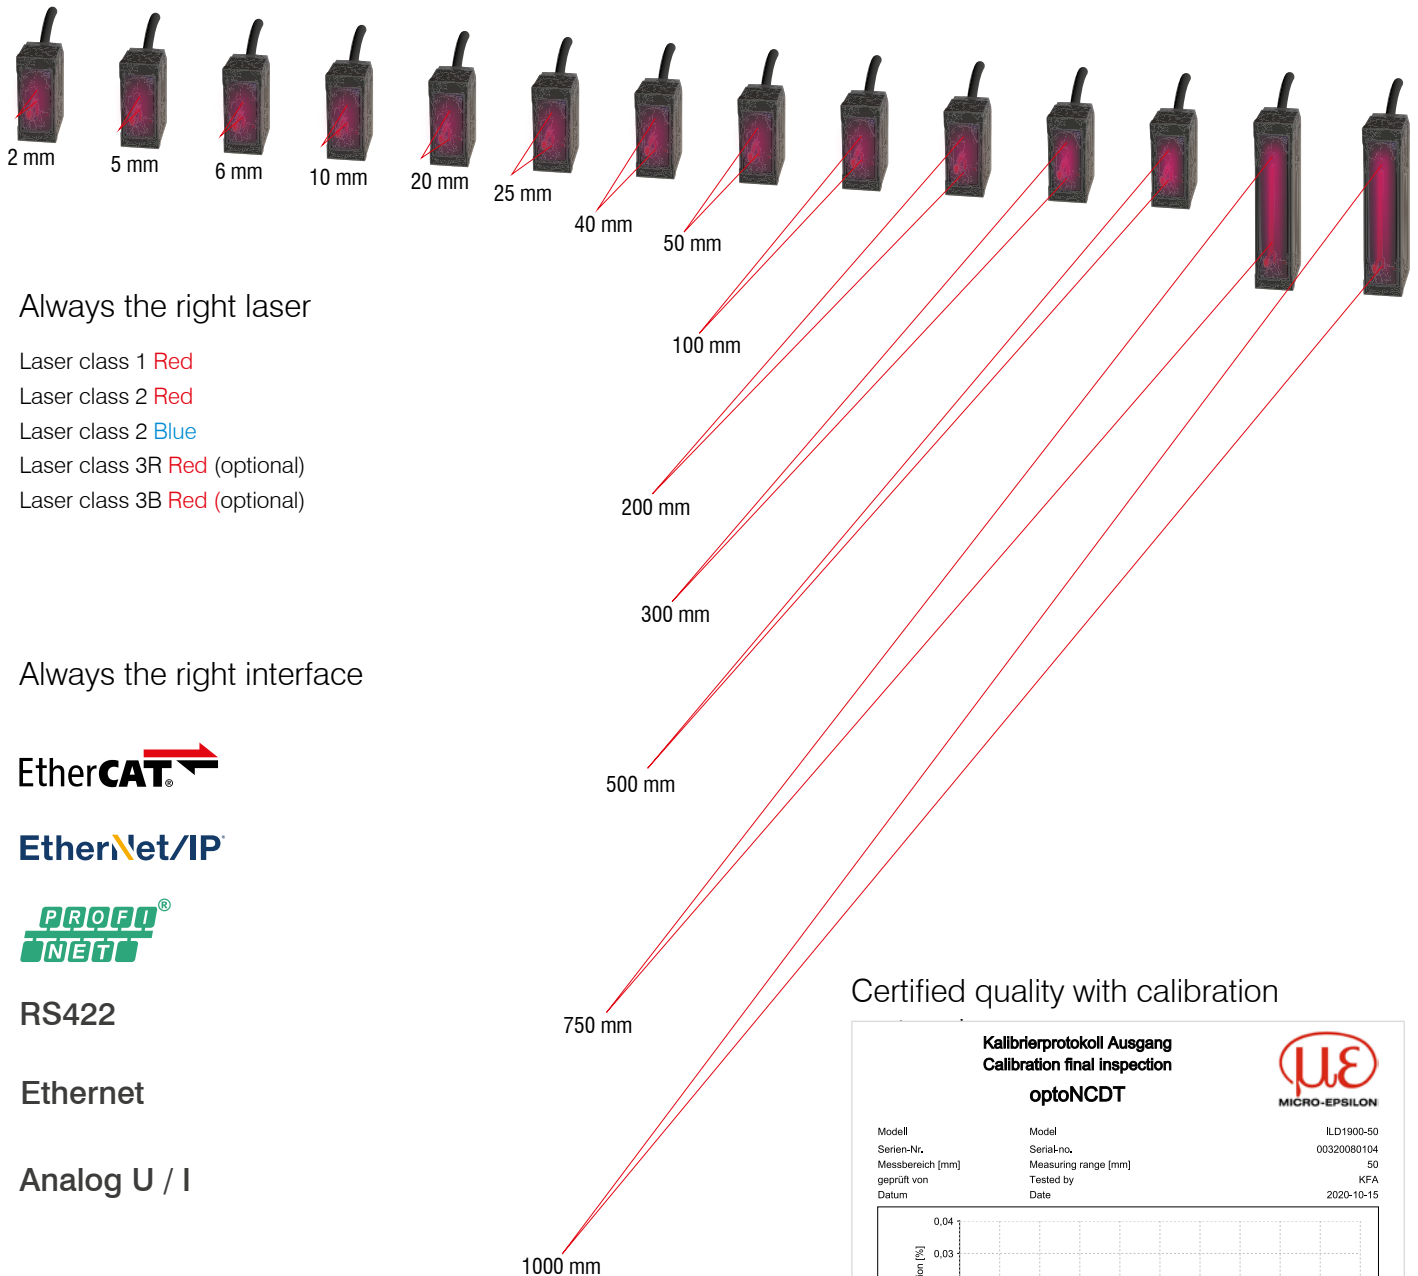 2 mm
5 mm
6 mm
10 mm
20 mm
25 mm
40 mm
50 mm
100 mm
200 mm
300 mm
500 mm
750 mm
1000 mm
Always the right laser
Laser class 1 Red
Laser class 2 Red
Laser class 2 Blue
Laser class 3R Red (optional)
Laser class 3B Red (optional)
Always the right interface
EtherCAT®
EtherNet/IP
PROFI®
NET
RS422
Ethernet
Analog U / I
Certified quality with calibration
Kalibrierprotokoll Ausgang
Calibration final inspection
optoNCDT
µε
MICRO-EPSILON
Modell Model ILD1900-50
Serien-Nr. Serial-no. 00320080104
Messbereich [mm] Measuring range [mm] 50
geprüft von Tested by KFA
Datum Date 2020-10-15
0,04
0,03
[%]